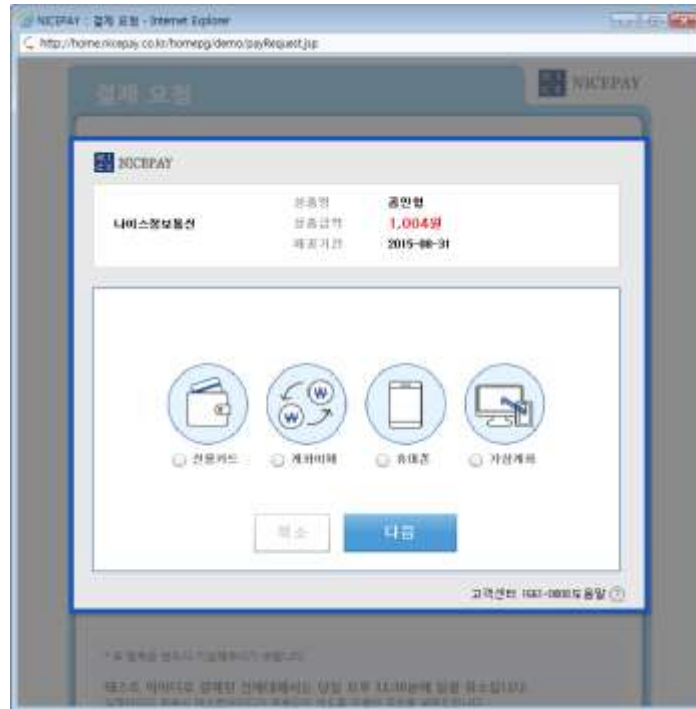 NICEPAY : 결제 요청 - Internet Explorer
http://home.nicepay.co.kr/homepg/demo/payRequest.jsp
결제 요청
NICEPAY
NICEPAY
나이스정보통신
상품명 곰인형
상품금액 1,004원
제공기간 2015-08-31
신용카드 계좌이체 휴대폰 가상계좌
취소 다음
고객센터 1661-0808 도움말